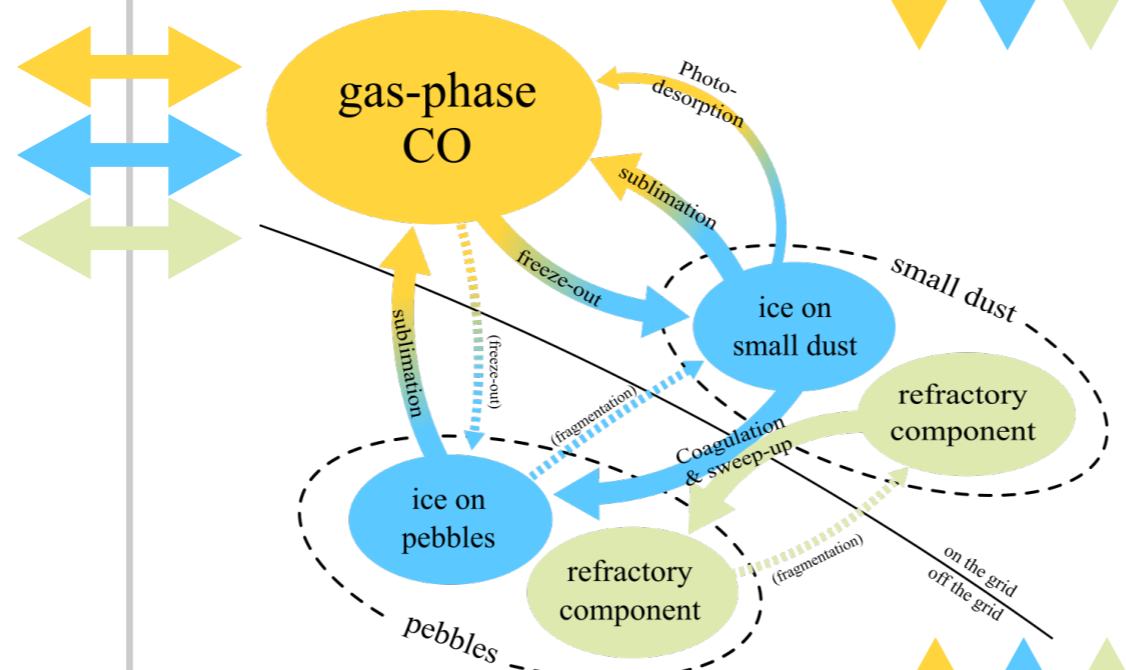 gas-phase
CO
Photo-
desorption
sublimation
freeze-out
small dust
ice on
small dust
refractory
component
sublimation
(freeze-out)
(fragmentation)
Coagulation
& sweep-up
ice on
pebbles
refractory
component
(fragmentation)
on the grid
off the grid
pebbles